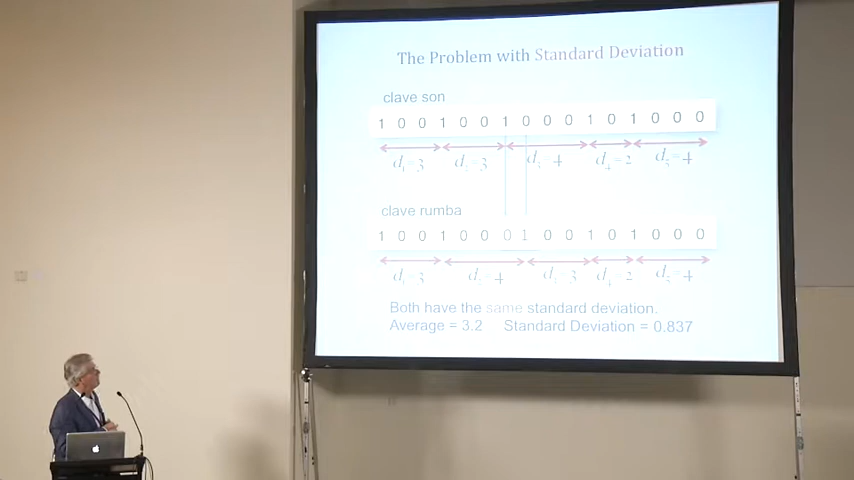 The Problem with Standard Deviation
clave son
1 0 0 1 0 0 1 0 0 0 1 0 1 0 0 0
d₁=3 d₂=3 d₃=4 d₄=2 d₅=4
clave rumba
1 0 0 1 0 0 0 1 0 0 1 0 1 0 0 0
d₁=3 d₂=4 d₃=3 d₄=2 d₅=4
Both have the same standard deviation.
Average = 3.2 Standard Deviation = 0.837